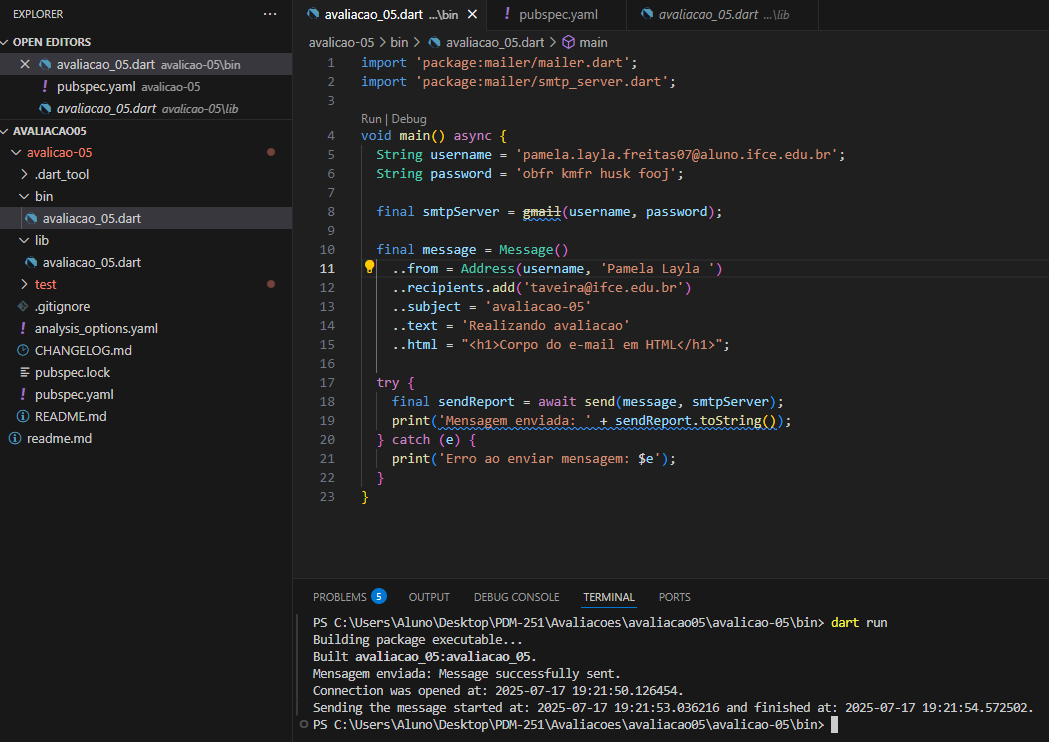 EXPLORER
OPEN EDITORS
avaliacao_05.dart avalicao-05\bin
! pubspec.yaml avalicao-05
avaliacao_05.dart avalicao-05\lib
AVALIACAO05
avalicao-05
.dart_tool
bin
avaliacao_05.dart
lib
avaliacao_05.dart
test
.gitignore
! analysis_options.yaml
CHANGELOG.md
pubspec.lock
! pubspec.yaml
README.md
readme.md
avaliacao_05.dart ...\bin
! pubspec.yaml
avaliacao_05.dart ...\lib
avalicao-05 > bin > avaliacao_05.dart > main
1 import 'package:mailer/mailer.dart';
2 import 'package:mailer/smtp_server.dart';
3
Run | Debug
4 void main() async {
5 String username = 'pamela.layla.freitas07@aluno.ifce.edu.br';
6 String password = 'obfr kmfr husk fooj';
7
8 final smtpServer = gmail(username, password);
9
10 final message = Message()
11 ..from = Address(username, 'Pamela Layla ')
12 ..recipients.add('taveira@ifce.edu.br')
13 ..subject = 'avaliacao-05'
14 ..text = 'Realizando avaliacao'
15 ..html = "<h1>Corpo do e-mail em HTML</h1>";
16
17 try {
18 final sendReport = await send(message, smtpServer);
19 print('Mensagem enviada: ' + sendReport.toString());
20 } catch (e) {
21 print('Erro ao enviar mensagem: $e');
22 }
23 }
PROBLEMS 5 OUTPUT DEBUG CONSOLE TERMINAL PORTS
PS C:\Users\Aluno\Desktop\PDM-251\Avaliacoes\avaliacao05\avalicao-05\bin> dart run
Building package executable...
Built avaliacao_05:avaliacao_05.
Mensagem enviada: Message successfully sent.
Connection was opened at: 2025-07-17 19:21:50.126454.
Sending the message started at: 2025-07-17 19:21:53.036216 and finished at: 2025-07-17 19:21:54.572502.
PS C:\Users\Aluno\Desktop\PDM-251\Avaliacoes\avaliacao05\avalicao-05\bin>